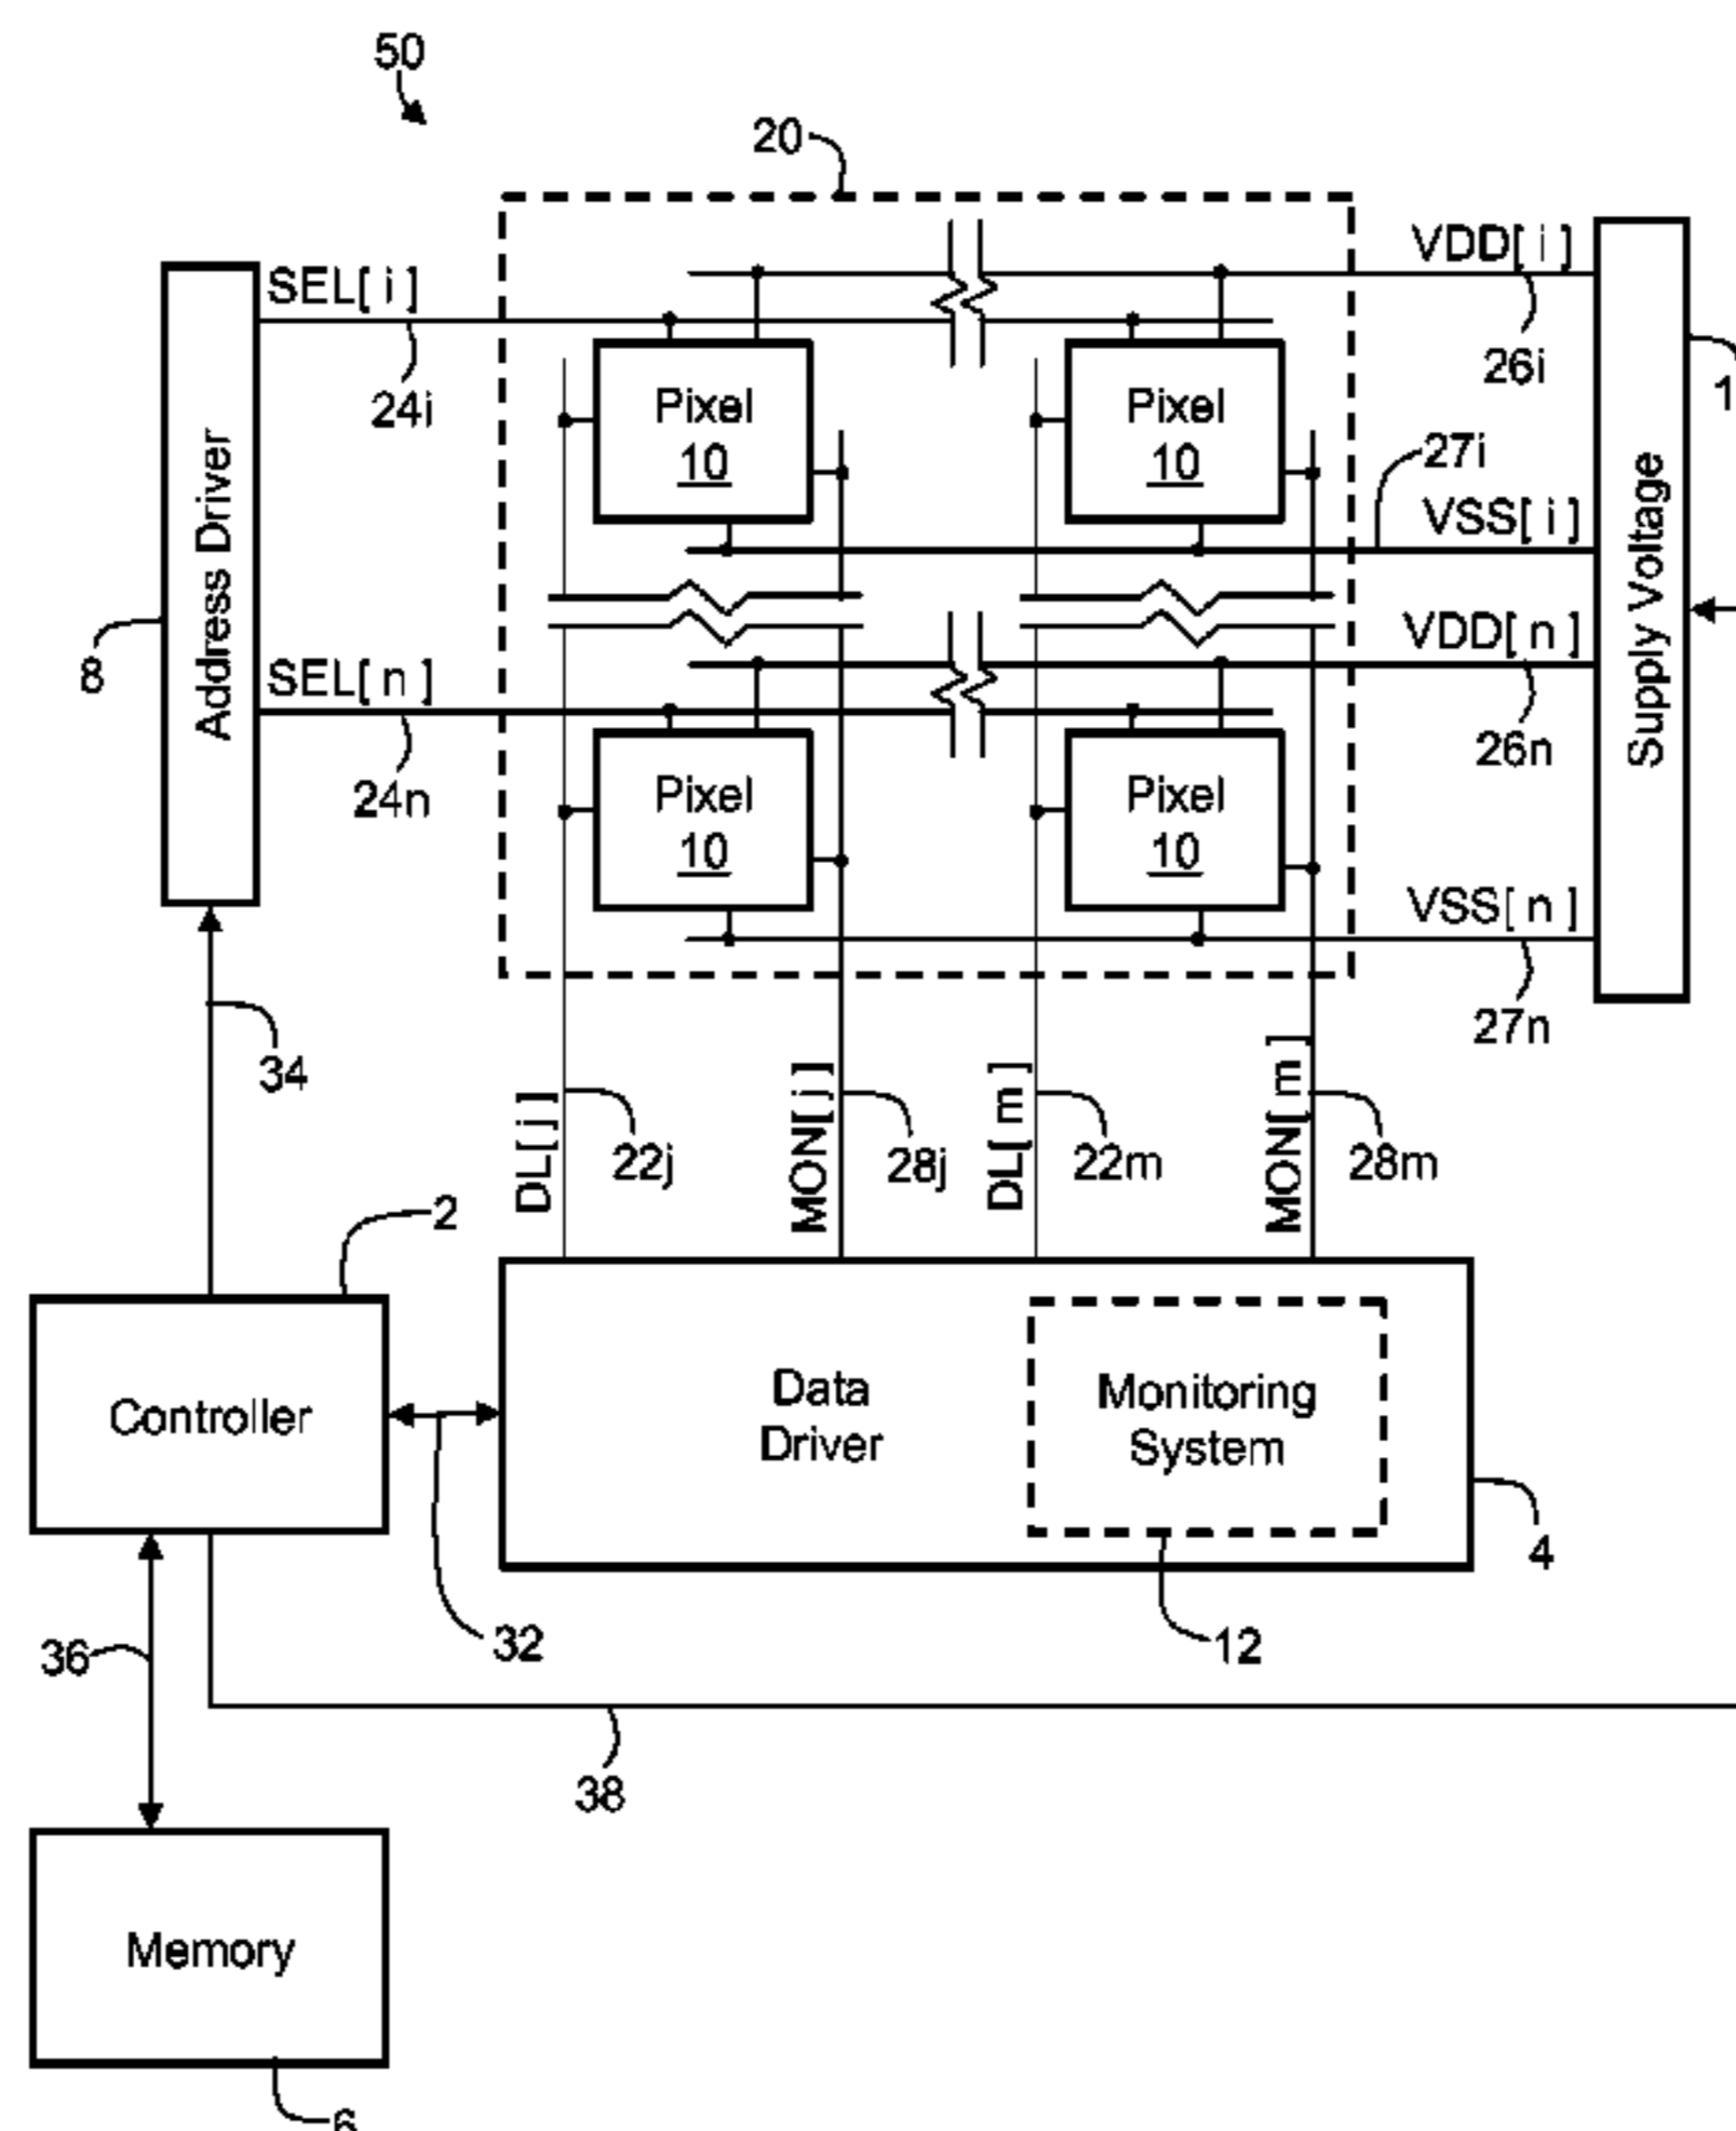 50
20
SEL[ i ]
VDD[ i ]
24i
26i
1
Pixel
10
Pixel
10
27i
VSS[ i ]
Address Driver
Supply Voltage
8
SEL[ n ]
VDD[ n ]
24n
26n
Pixel
10
Pixel
10
VSS[ n ]
27n
34
DL[ j ]
22j
MON[ j ]
28j
DL[ m ]
22m
MON[ m ]
28m
2
Controller
Data
Driver
Monitoring
System
4
32
12
36
38
Memory
6